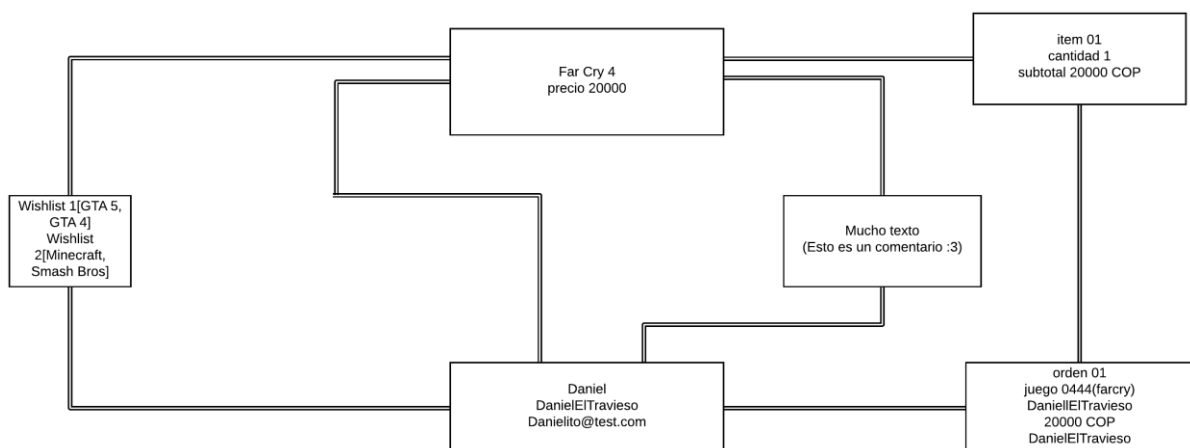 Far Cry 4
precio 20000
item 01
cantidad 1
subtotal 20000 COP
Wishlist 1[GTA 5,
GTA 4]
Wishlist
2[Minecraft,
Smash Bros]
Mucho texto
(Esto es un comentario :3)
Daniel
DanielElTravieso
Danielito@test.com
orden 01
juego 0444(farcry)
DaniellElTravieso
20000 COP
DanielElTravieso